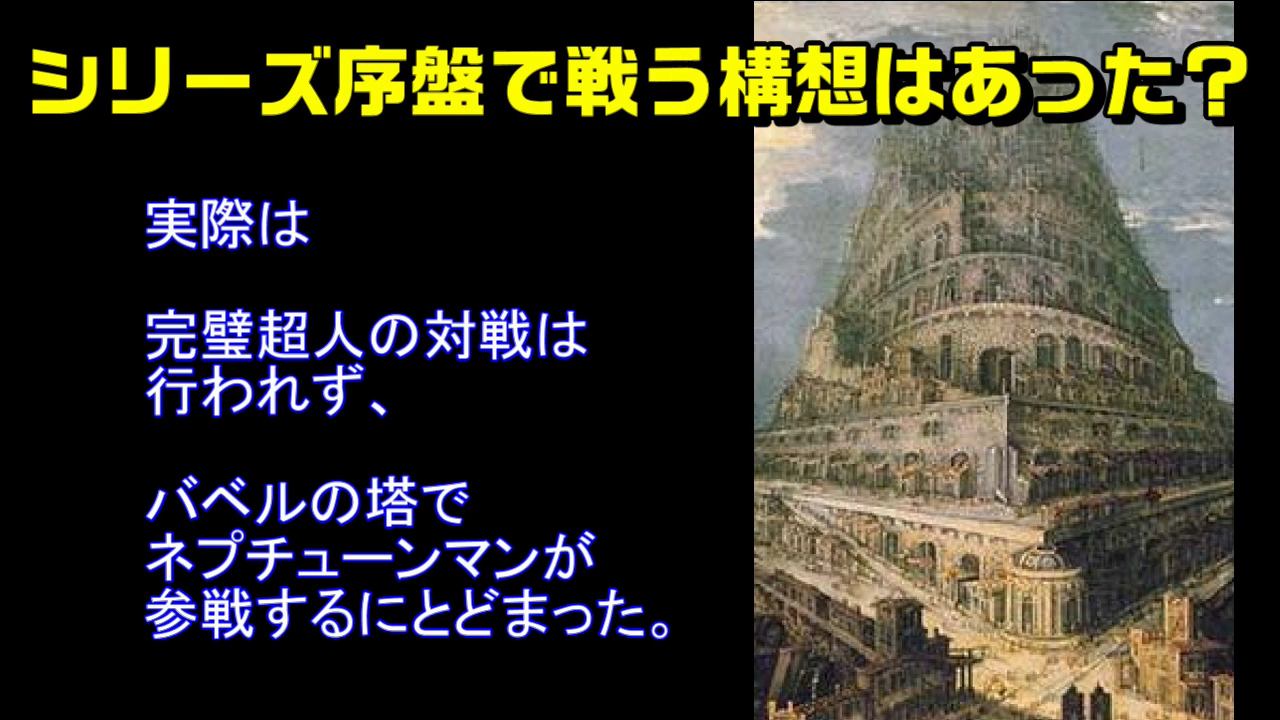 シリーズ序盤で戦う構想はあった？
実際は
完璧超人の対戦は
行われず、
バベルの塔で
ネプチューンマンが
参戦するにとどまった。